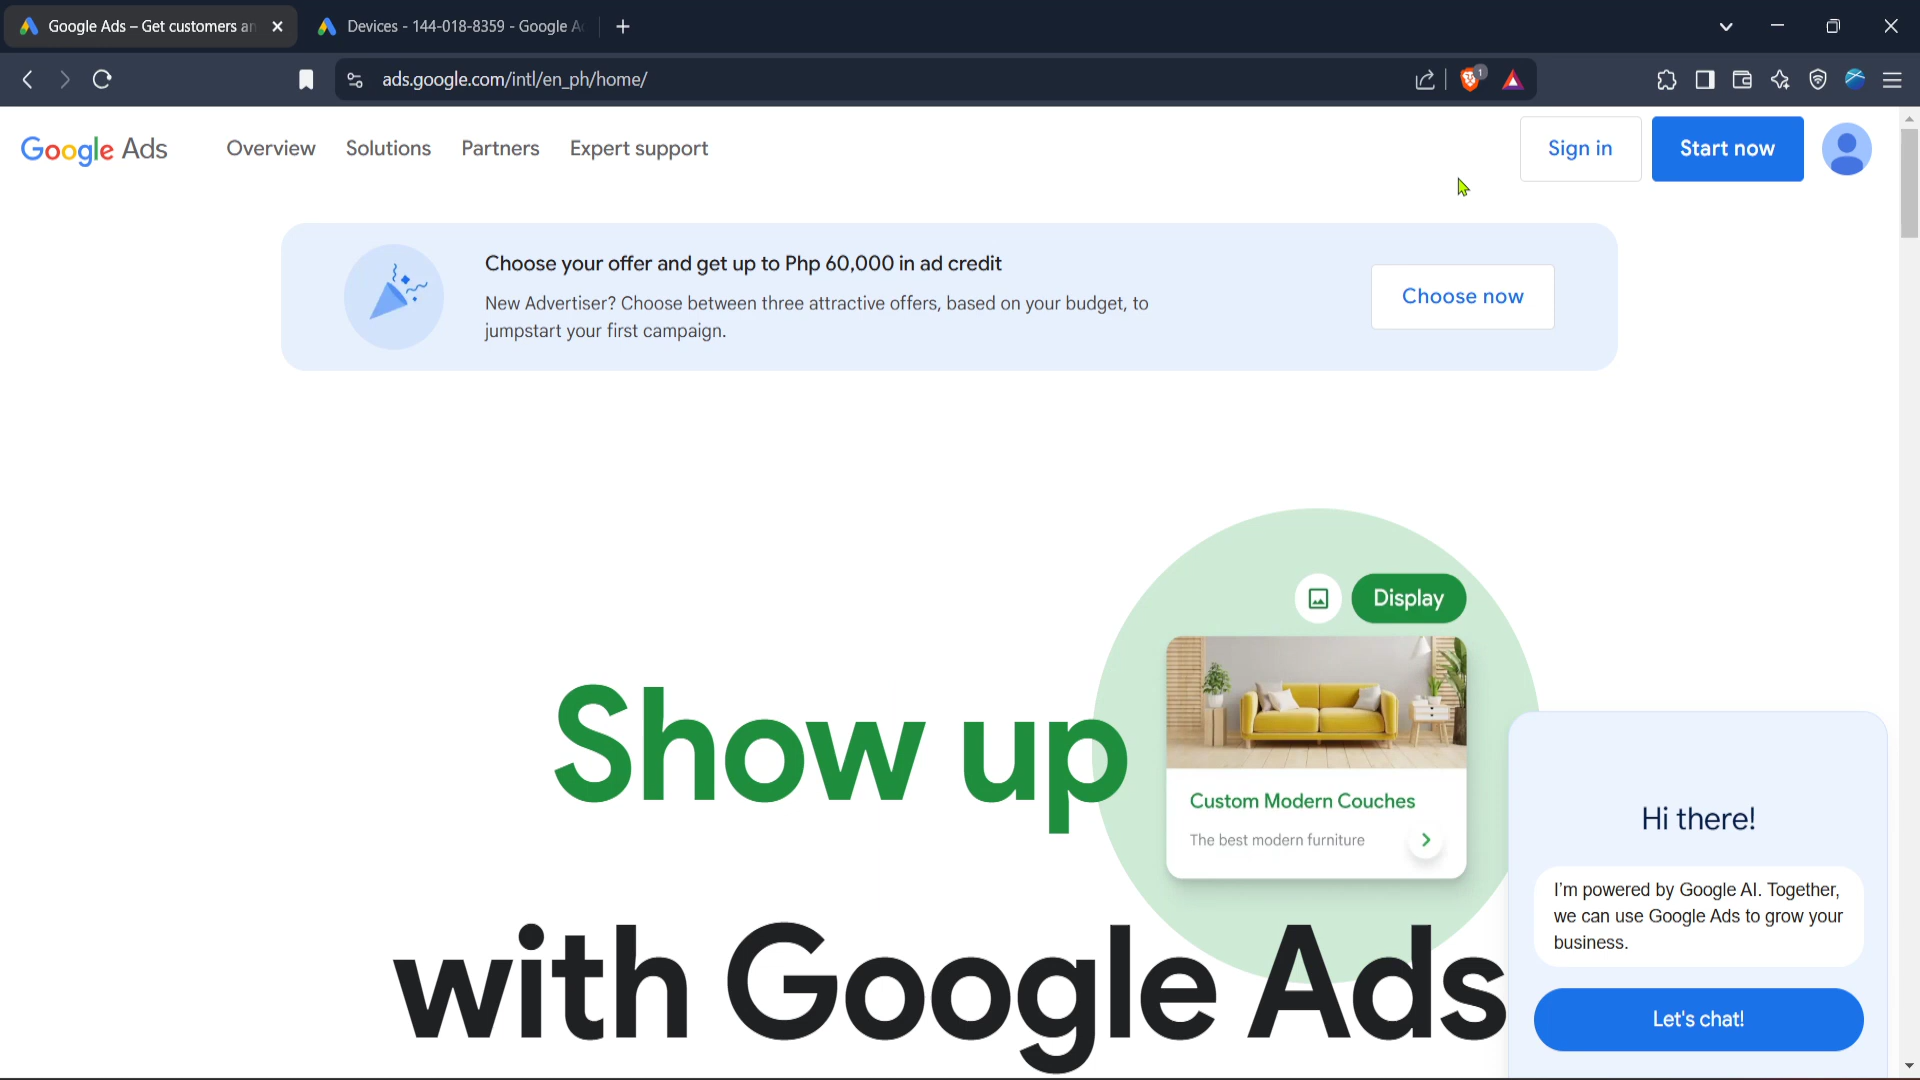 Google Ads – Get customers an
Devices - 144-018-8359 - Google A
ads.google.com/intl/en_ph/home/
1
Google Ads
Overview
Solutions
Partners
Expert support
Sign in
Start now
Choose your offer and get up to Php 60,000 in ad credit
New Advertiser? Choose between three attractive offers, based on your budget, to
jumpstart your first campaign.
Choose now
Display
Show up
Custom Modern Couches
The best modern furniture
with Google Ads
Hi there!
I'm powered by Google AI. Together,
we can use Google Ads to grow your
business.
Let's chat!